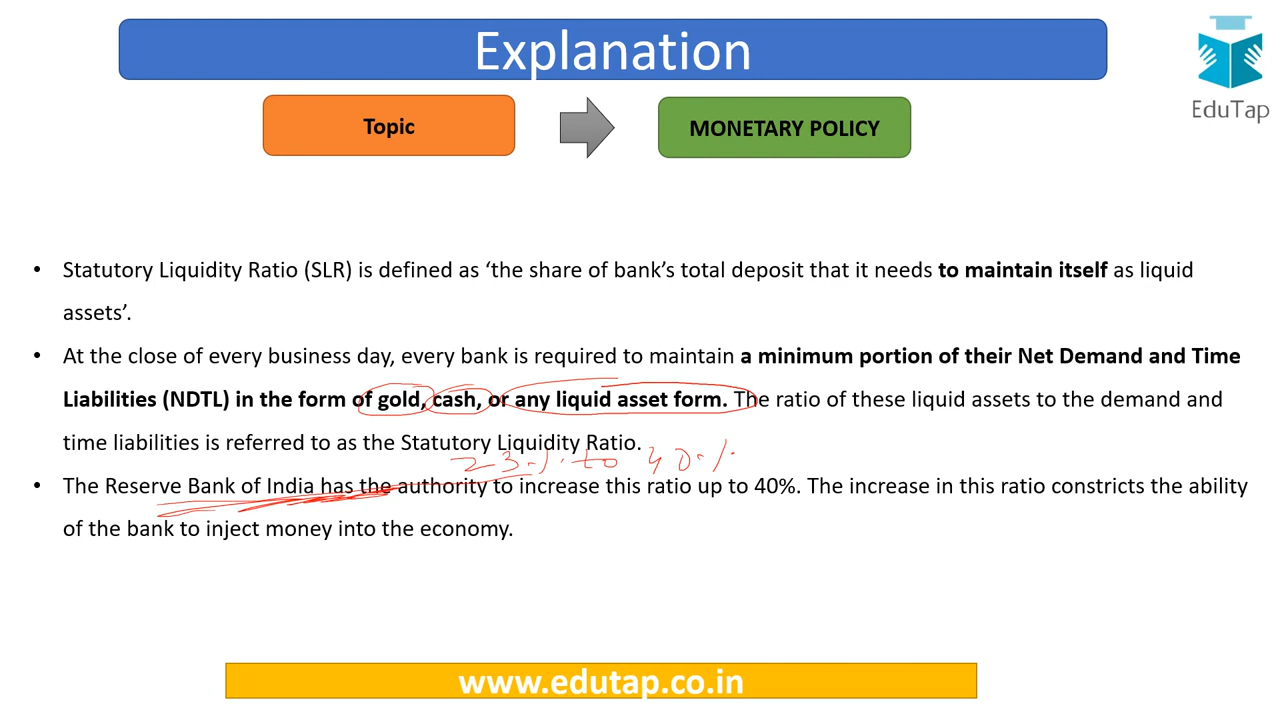 Explanation
EduTap
Topic
MONETARY POLICY
• Statutory Liquidity Ratio (SLR) is defined as ‘the share of bank’s total deposit that it needs to maintain itself as liquid
assets’.
• At the close of every business day, every bank is required to maintain a minimum portion of their Net Demand and Time
Liabilities (NDTL) in the form of gold, cash, or any liquid asset form. The ratio of these liquid assets to the demand and
time liabilities is referred to as the Statutory Liquidity Ratio.
23% to 40%
• The Reserve Bank of India has the authority to increase this ratio up to 40%. The increase in this ratio constricts the ability
of the bank to inject money into the economy.
www.edutap.co.in